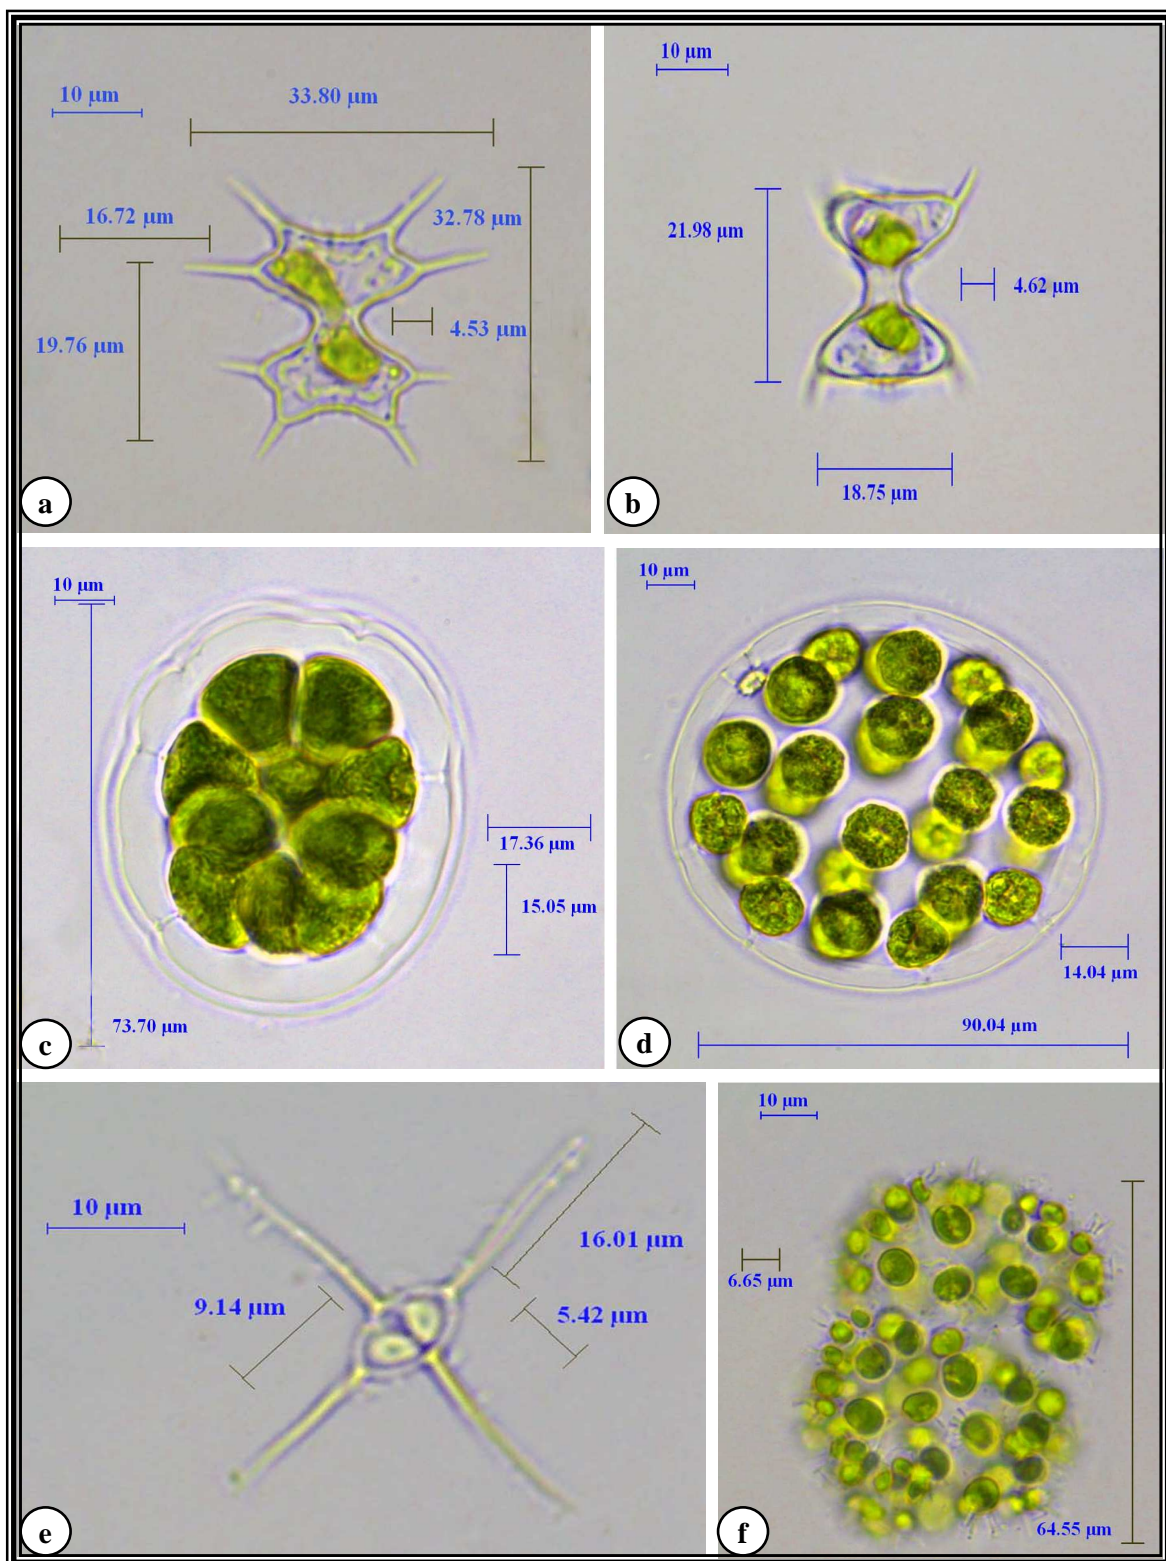 10 µm
33.80 µm
16.72 µm
32.78 µm
19.76 µm
4.53 µm
a
10 µm
21.98 µm
4.62 µm
18.75 µm
b
10 µm
17.36 µm
15.05 µm
73.70 µm
c
10 µm
14.04 µm
90.04 µm
d
10 µm
16.01 µm
9.14 µm
5.42 µm
e
10 µm
6.65 µm
64.55 µm
f